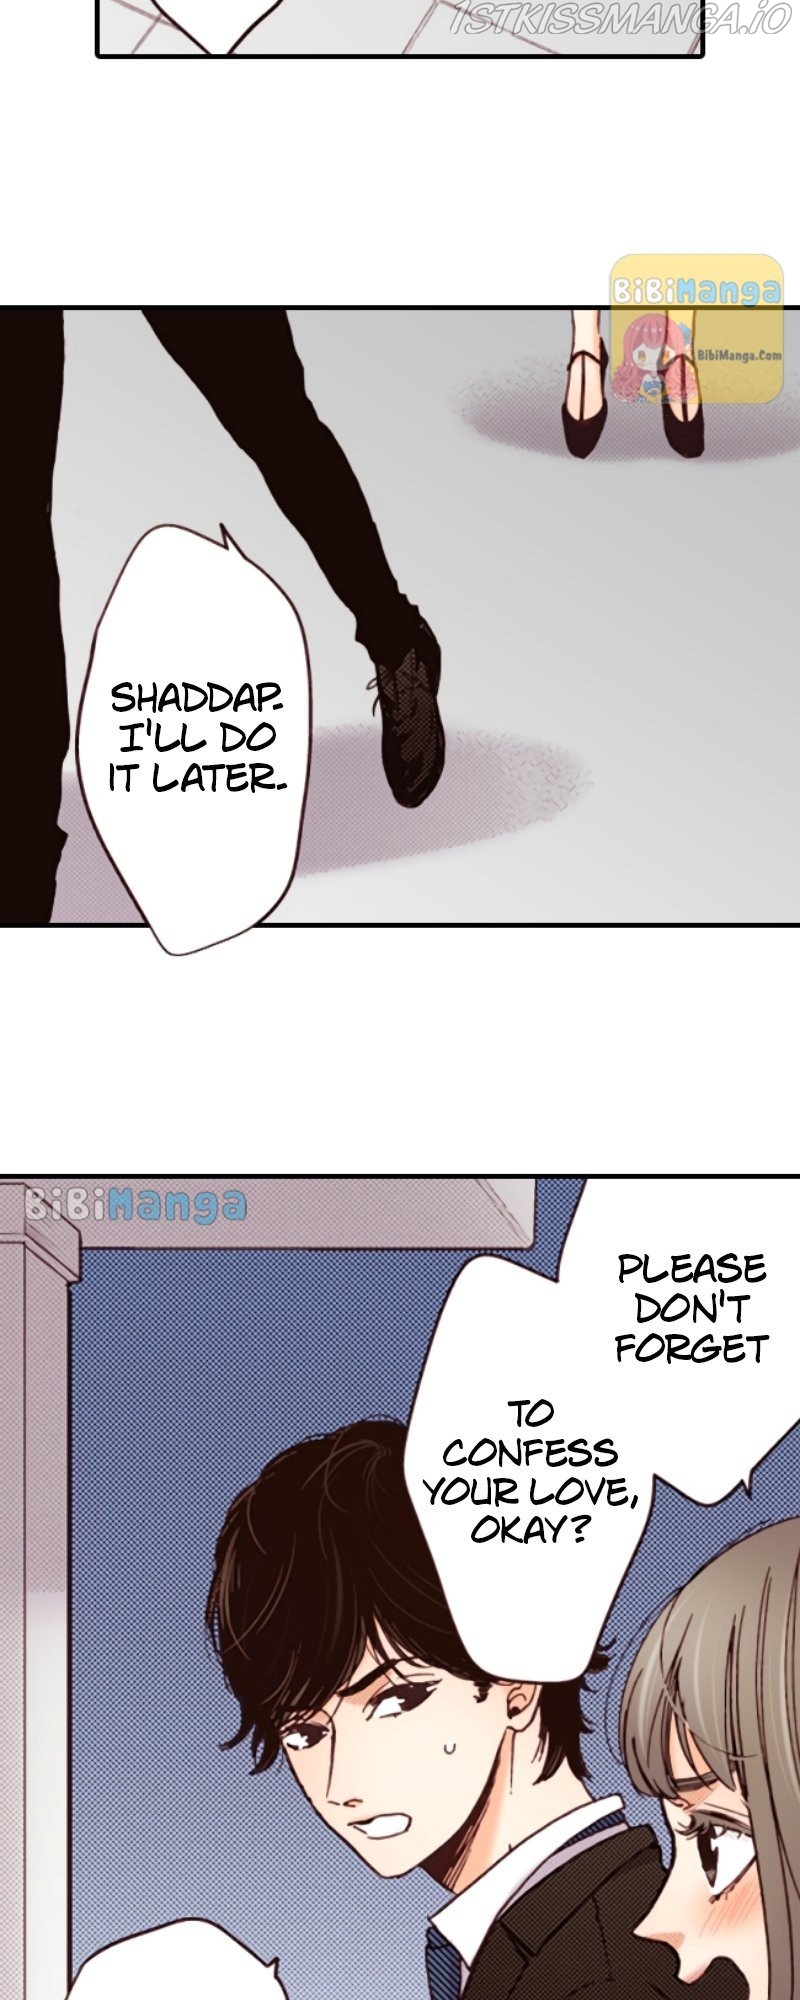 1STKISSMANGA.IO
BiBiManga
BibiManga.Com
SHADDAP.
I'LL DO
IT LATER.
BiBiManga
PLEASE
DON'T
FORGET
TO
CONFESS
YOUR LOVE,
OKAY?